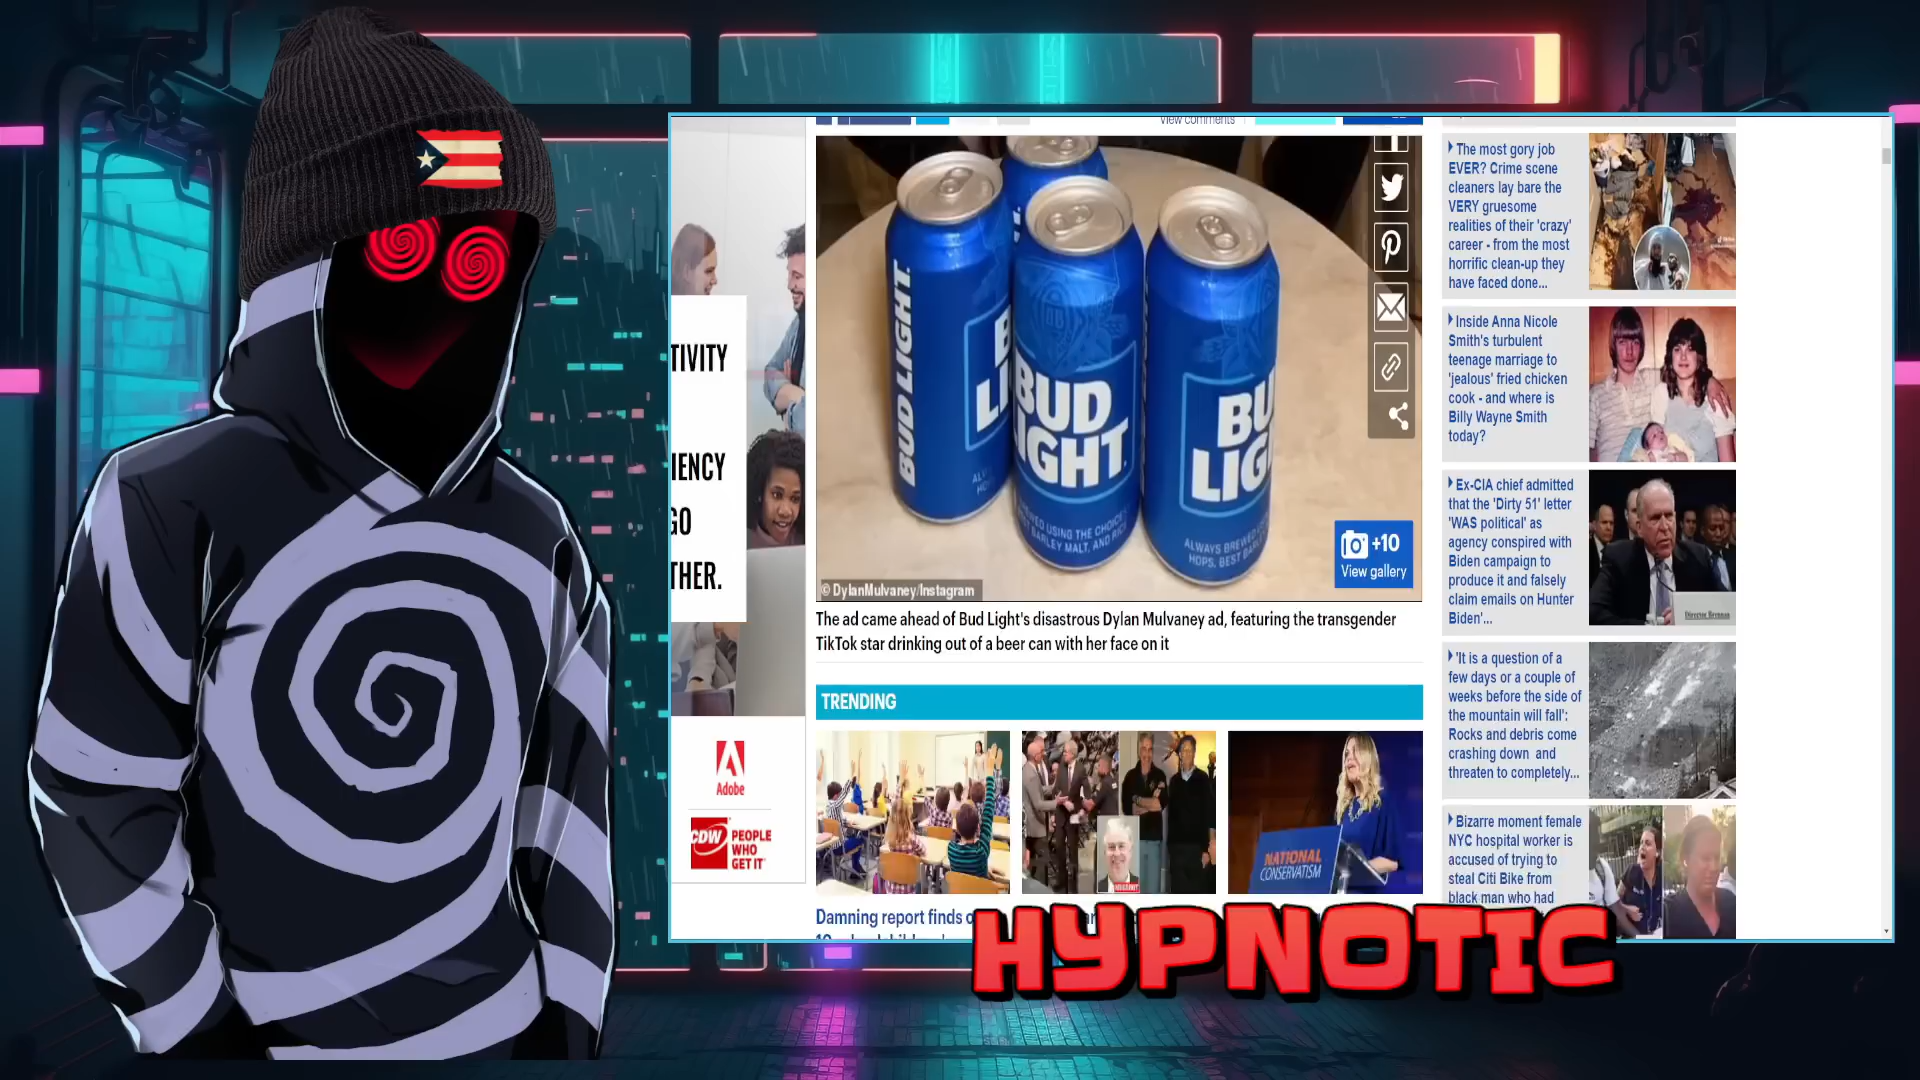 View comments
TIVITY
IENCY
GO
THER.
Adobe
CDW
PEOPLE
WHO
GET IT
BUD LIGHT.
BUD
LIGHT.
BU
LIG
ALWAYS BREWED
HOPS, BEST BAR
© DylanMulvaney/Instagram
+10
View gallery
The ad came ahead of Bud Light's disastrous Dylan Mulvaney ad, featuring the transgender
TikTok star drinking out of a beer can with her face on it
TRENDING
NATIONAL
CONSERVATISM
Damning report finds
The most gory job
EVER? Crime scene
cleaners lay bare the
VERY gruesome
realities of their 'crazy'
career - from the most
horrific clean-up they
have faced done...
Inside Anna Nicole
Smith's turbulent
teenage marriage to
'jealous' fried chicken
cook - and where is
Billy Wayne Smith
today?
Ex-CIA chief admitted
that the 'Dirty 51' letter
'WAS political' as
agency conspired with
Biden campaign to
produce it and falsely
claim emails on Hunter
Biden'...
Director Brennan
'It is a question of a
few days or a couple of
weeks before the side of
the mountain will fall':
Rocks and debris come
crashing down and
threaten to completely...
Bizarre moment female
NYC hospital worker is
accused of trying to
steal Citi Bike from
black man who had
HYPNOTIC